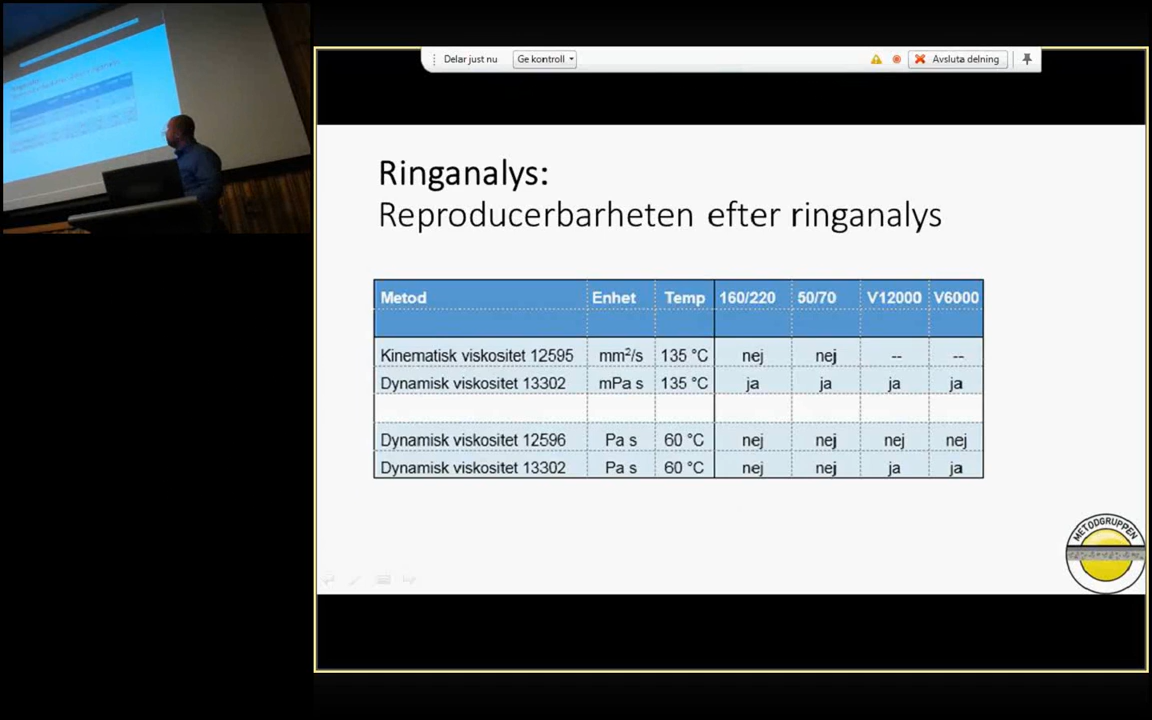 Delar just nu Ge kontroll Avsluta delning
Ringanalys:
Reproducerbarheten efter ringanalys
Metod Enhet Temp 160/220 50/70 V12000 V6000
Kinematisk viskositet 12595 mm²/s 135 °C nej nej -- --
Dynamisk viskositet 13302 mPa s 135 °C ja ja ja ja
Dynamisk viskositet 12596 Pa s 60 °C nej nej nej nej
Dynamisk viskositet 13302 Pa s 60 °C nej nej ja ja
METODGRUPPEN